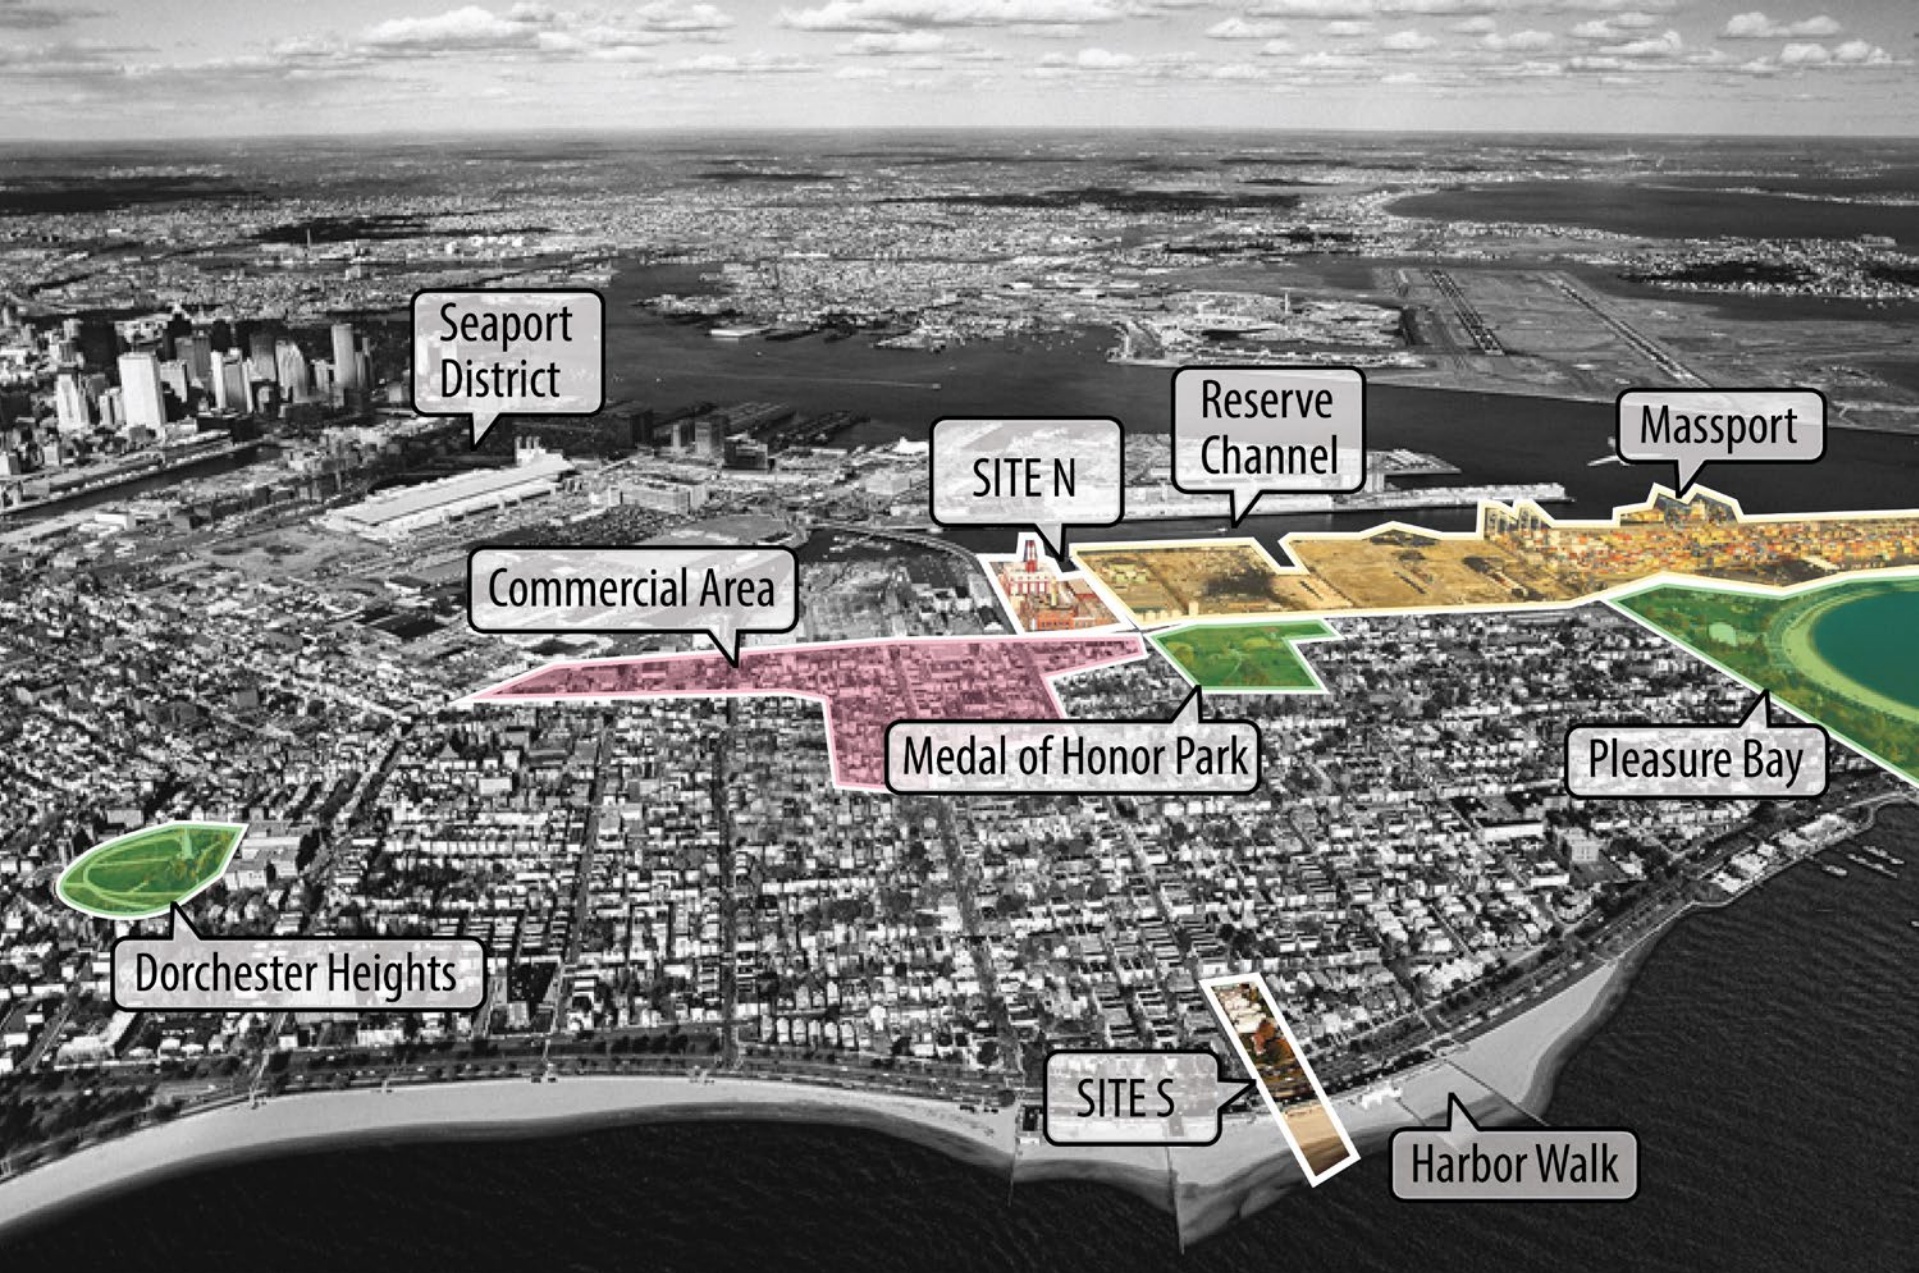 Seaport
District
Reserve
Channel
Massport
SITE N
Commercial Area
Medal of Honor Park
Pleasure Bay
Dorchester Heights
SITE S
Harbor Walk